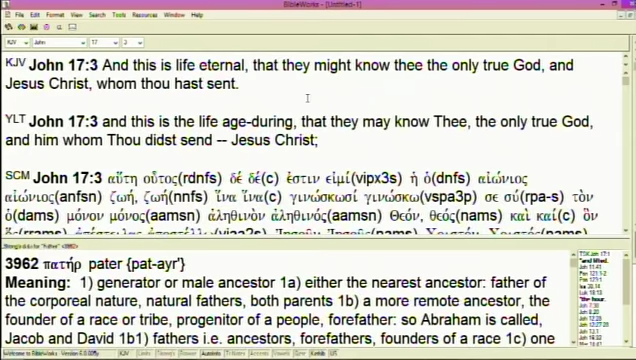 BibleWorks - [Untitled-1]
File Edit Format View Search Tools Resources Window Help
KJV John 17 3
KJV John 17:3 And this is life eternal, that they might know thee the only true God, and
Jesus Christ, whom thou hast sent.
YLT John 17:3 and this is the life age-during, that they may know Thee, the only true God,
and him whom Thou didst send -- Jesus Christ;
SCM John 17:3 αὕτη οὗτος(rdnfs) δέ δέ(c) ἐστιν εἰμί(vipx3s) ἡ ὁ(dnfs) αἰώνιος
αἰώνιος(anfsn) ζωή, ζωή(nnfs) ἵνα ἵνα(c) γινώσκωσί γινώσκω(vspa3p) σε σύ(rpa-s) τὸν
ὁ(dams) μόνον μόνος(aamsn) ἀληθινὸν ἀληθινός(aamsn) Θεόν, θεός(nams) καὶ καί(c) ὃν
3962 πατήρ pater {pat-ayr'}
Meaning: 1) generator or male ancestor 1a) either the nearest ancestor: father of
the corporeal nature, natural fathers, both parents 1b) a more remote ancestor, the
founder of a race or tribe, progenitor of a people, forefather: so Abraham is called,
Jacob and David 1b1) fathers i.e. ancestors, forefathers, founders of a race 1c) one